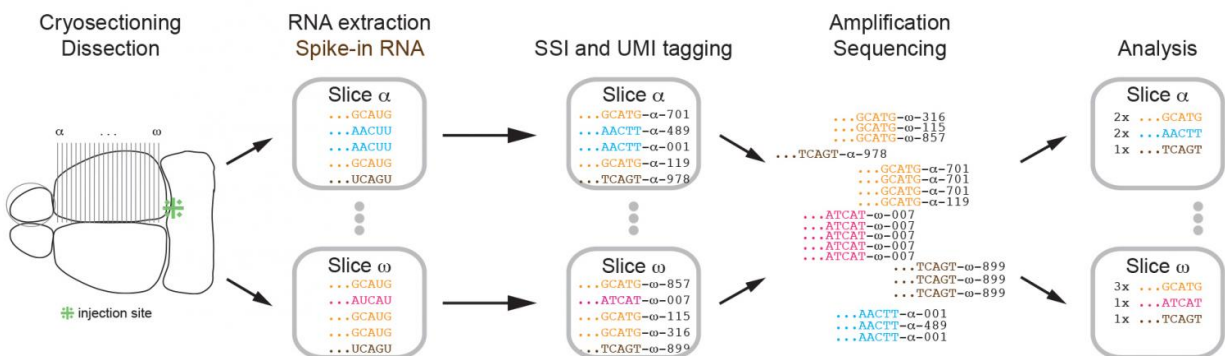 Cryosectioning
Dissection
α ... ω
injection site
RNA extraction
Spike-in RNA
Slice α
...GCAUG
...AACUU
...AACUU
...GCAUG
...UCAGU
Slice ω
...GCAUG
...AUCAU
...GCAUG
...GCAUG
...UCAGU
SSI and UMI tagging
Slice α
...GCATG-α-701
...AACTT-α-489
...AACTT-α-001
...GCATG-α-119
...TCAGT-α-978
Slice ω
...GCATG-ω-857
...ATCAT-ω-007
...GCATG-ω-115
...GCATG-ω-316
...TCAGT-ω-899
Amplification
Sequencing
...GCATG-ω-316
...GCATG-ω-115
...GCATG-ω-857
...TCAGT-α-978
...GCATG-α-701
...GCATG-α-701
...GCATG-α-701
...GCATG-α-119
...ATCAT-ω-007
...ATCAT-ω-007
...ATCAT-ω-007
...ATCAT-ω-007
...ATCAT-ω-007
...TCAGT-ω-899
...TCAGT-ω-899
...TCAGT-ω-899
...AACTT-α-001
...AACTT-α-489
...AACTT-α-001
Analysis
Slice α
2x ...GCATG
2x ...AACTT
1x ...TCAGT
Slice ω
3x ...GCATG
1x ...ATCAT
1x ...TCAGT